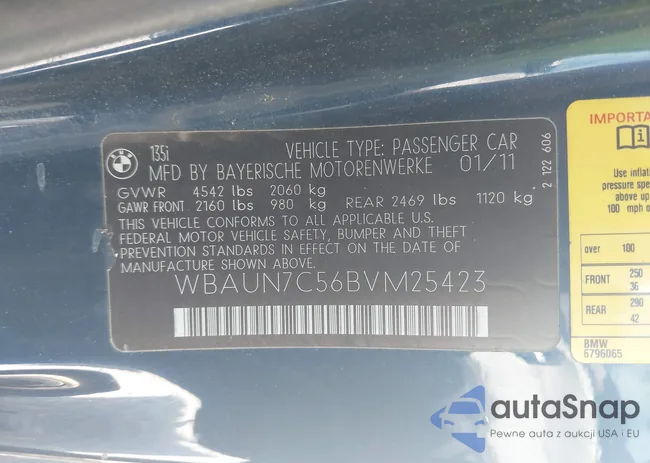 BMW
135i VEHICLE TYPE: PASSENGER CAR
MFD BY BAYERISCHE MOTORENWERKE 01/11
GVWR 4542 lbs 2060 kg
GAWR FRONT 2160 lbs 980 kg REAR 2469 lbs 1120 kg
THIS VEHICLE CONFORMS TO ALL APPLICABLE U.S.
FEDERAL MOTOR VEHICLE SAFETY, BUMPER AND THEFT
PREVENTION STANDARDS IN EFFECT ON THE DATE OF
MANUFACTURE SHOWN ABOVE.
WBAUN7C56BVM25423
2 122 606
IMPORTA
Use inflat
pressure spe
above o
100 mph o
over 100
FRONT 250 36
REAR 290 42
BMW
6796065
autaSnap
Pewne auta z aukcji USA i EU